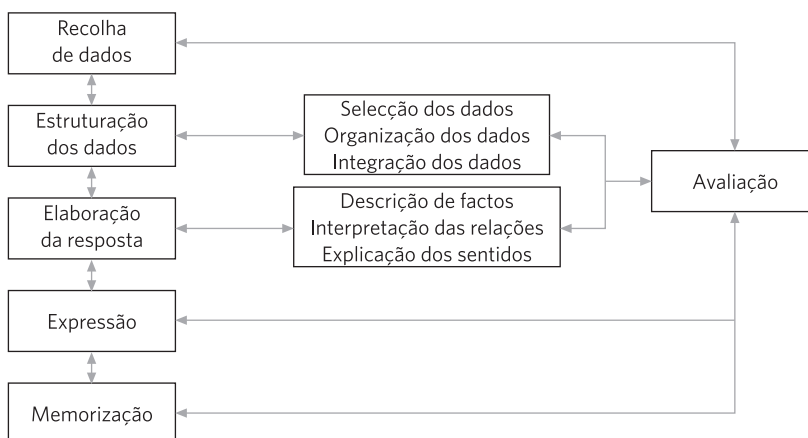 Recolha
de dados
Estruturação
dos dados
Selecção dos dados
Organização dos dados
Integração dos dados
Avaliação
Elaboração
da resposta
Descrição de factos
Interpretação das relações
Explicação dos sentidos
Expressão
Memorização